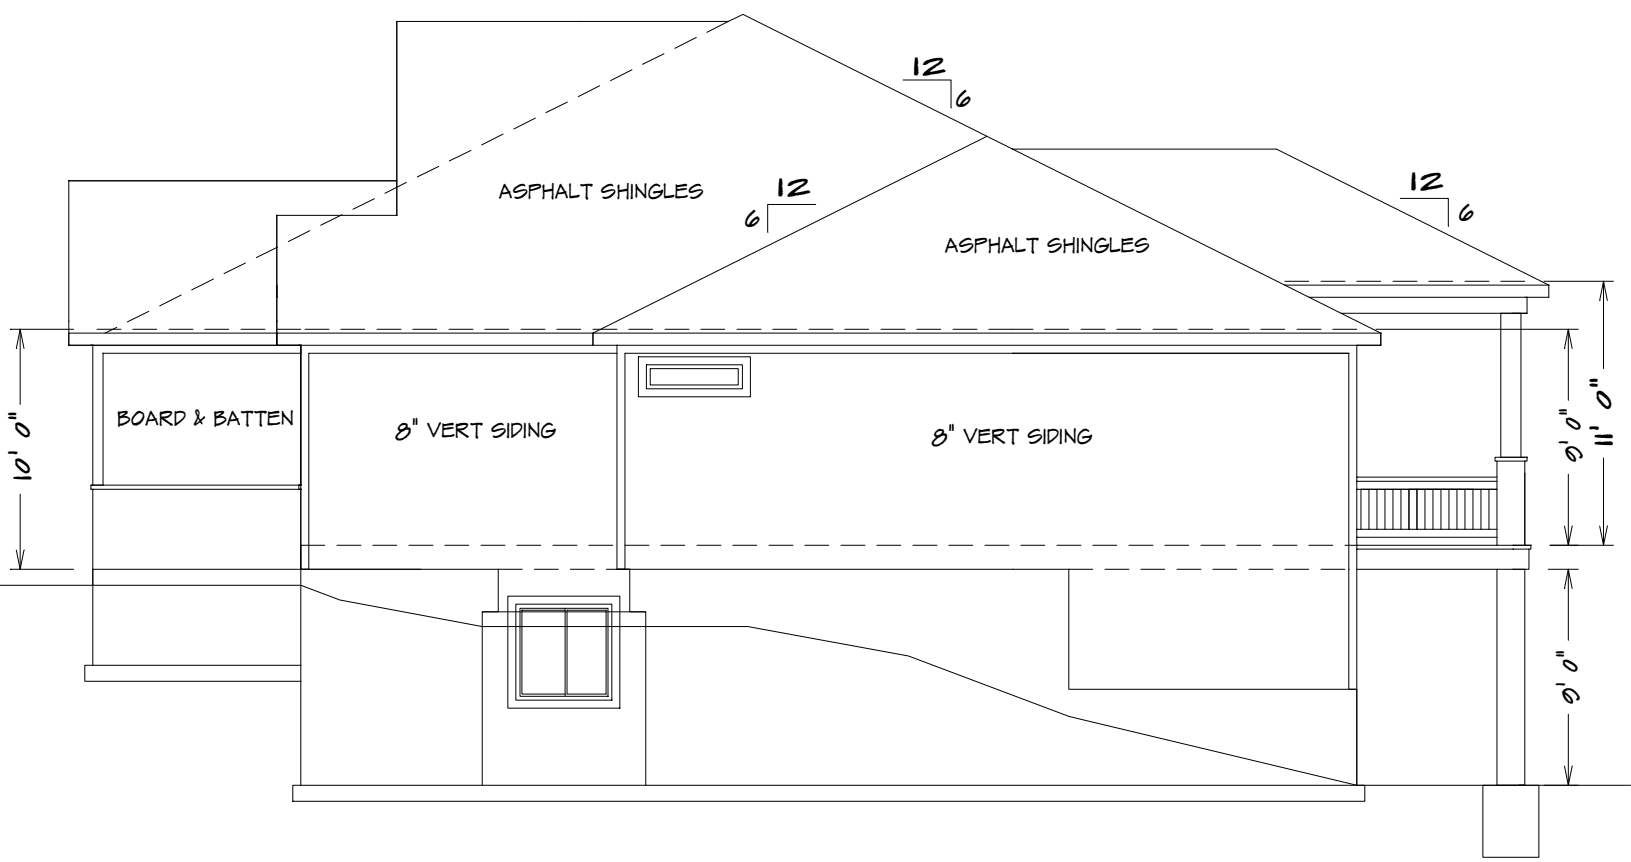 12
6
ASPHALT SHINGLES
12
6
12
6
ASPHALT SHINGLES
10' 0"
BOARD & BATTEN
8" VERT SIDING
8" VERT SIDING
9' 0"
11' 0"
9' 0"